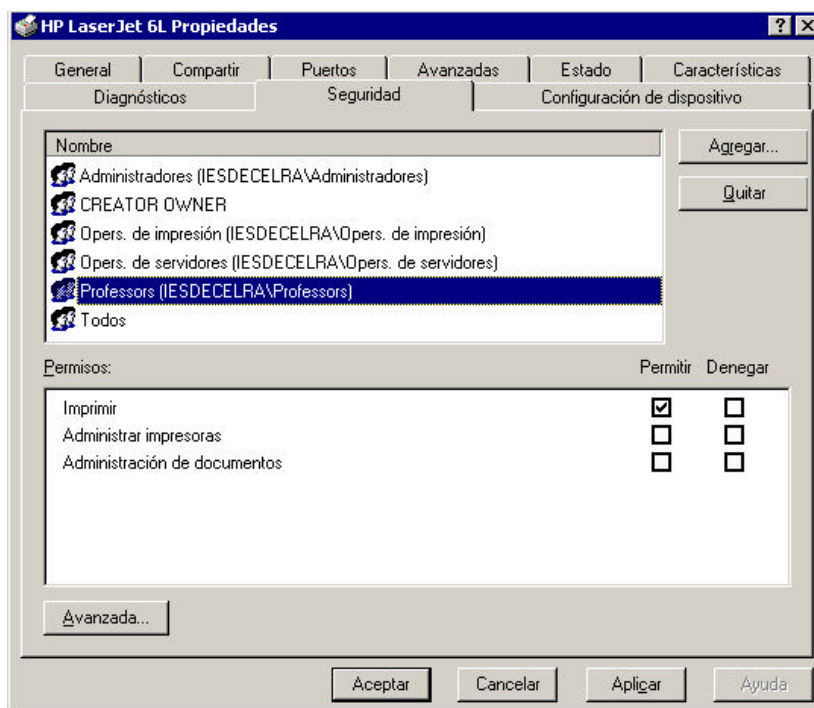 HP LaserJet 6L Propiedades
General Compartir Puertos Avanzadas Estado Características
Diagnósticos Seguridad Configuración de dispositivo
Nombre
Agregar...
Administradores (IESDECELRA\Administradores)
Quitar
CREATOR OWNER
Opers. de impresión (IESDECELRA\Opers. de impresión)
Opers. de servidores (IESDECELRA\Opers. de servidores)
Professors (IESDECELRA\Professors)
Todos
Permisos: Permitir Denegar
Imprimir
Administrar impresoras
Administración de documentos
Avanzada...
Aceptar Cancelar Aplicar Ayuda